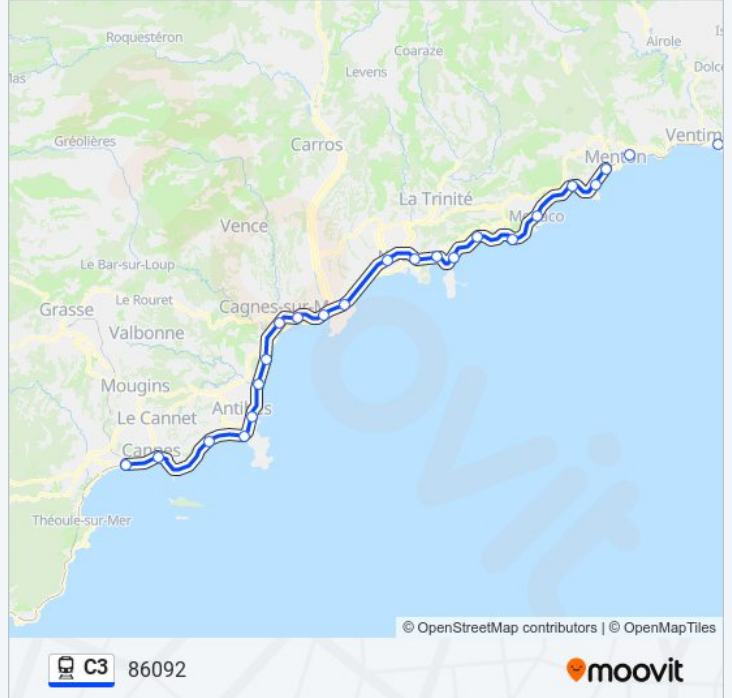 Roquestéron
Coaraze
Airole
Levens
Dolce
Gréolières
Carros
Ventim
Menton
La Trinité
Monaco
Vence
Le Bar-sur-Loup
Le Rouret
Grasse
Cagnes-sur-M
Valbonne
Mougins
Antibes
Le Cannet
Cannes
Théoule-sur-Mer
© OpenStreetMap contributors | © OpenMapTiles
C3 86092
moovit